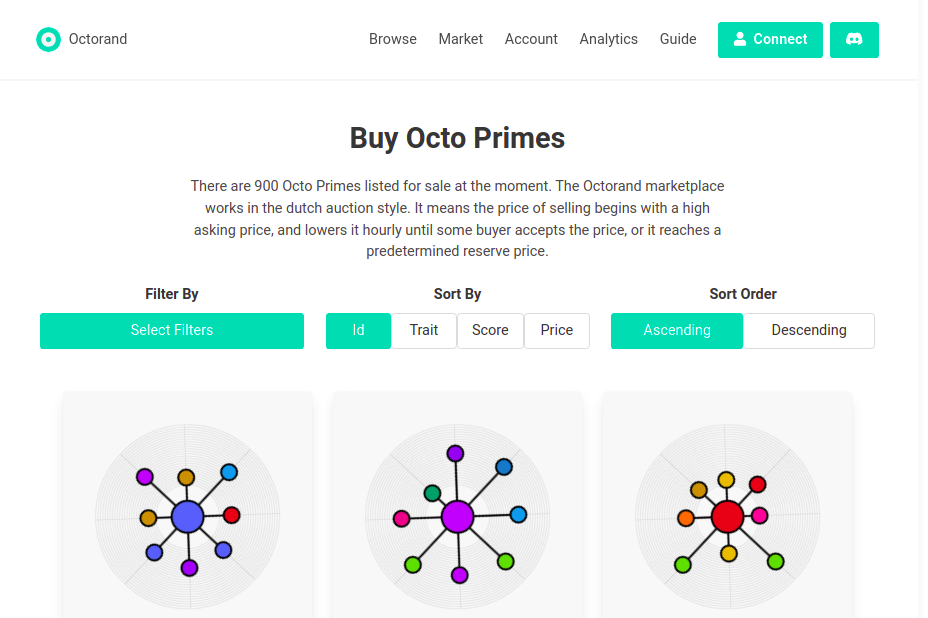 Octorand
Browse
Market
Account
Analytics
Guide
Connect
Buy Octo Primes
There are 900 Octo Primes listed for sale at the moment. The Octorand marketplace
works in the dutch auction style. It means the price of selling begins with a high
asking price, and lowers it hourly until some buyer accepts the price, or it reaches a
predetermined reserve price.
Filter By
Select Filters
Sort By
Id
Trait
Score
Price
Sort Order
Ascending
Descending